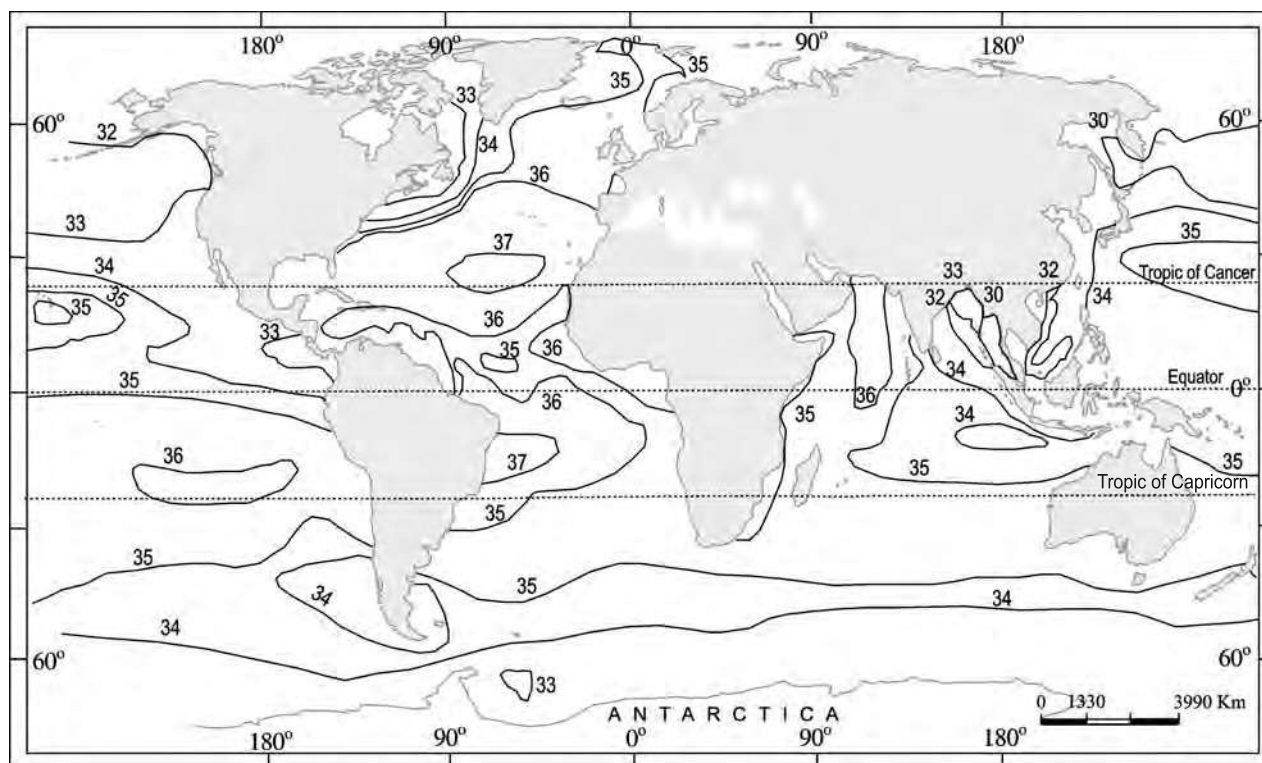 180° 90° 0° 90° 180°
35 35
33
60° 32 34 30 60°
36
33
37 35
34 Tropic of Cancer
35 35 33 32 30 32 34
36
33 35 36 34
35 36 36 35 34 Equator 0°
36 37 35 35
Tropic of Capricorn
35
35 35
34 34
34
60° 60°
33
ANTARCTICA
0 1330 3990 Km
180° 90° 0° 90° 180°